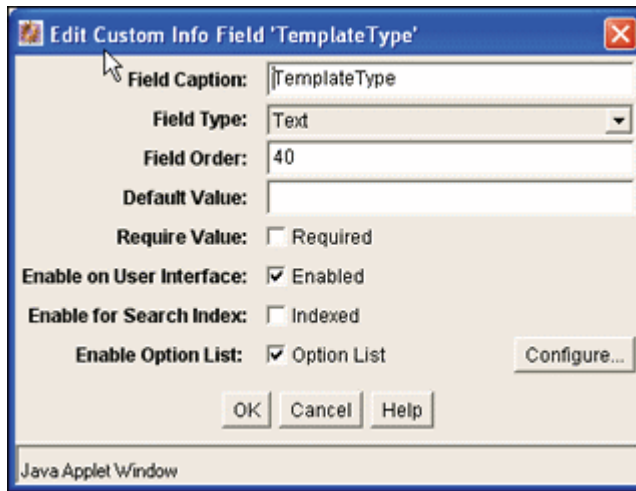 Edit Custom Info Field 'TemplateType'
Field Caption: TemplateType
Field Type: Text
Field Order: 40
Default Value:
Require Value: Required
Enable on User Interface: Enabled
Enable for Search Index: Indexed
Enable Option List: Option List Configure...
OK Cancel Help
Java Applet Window